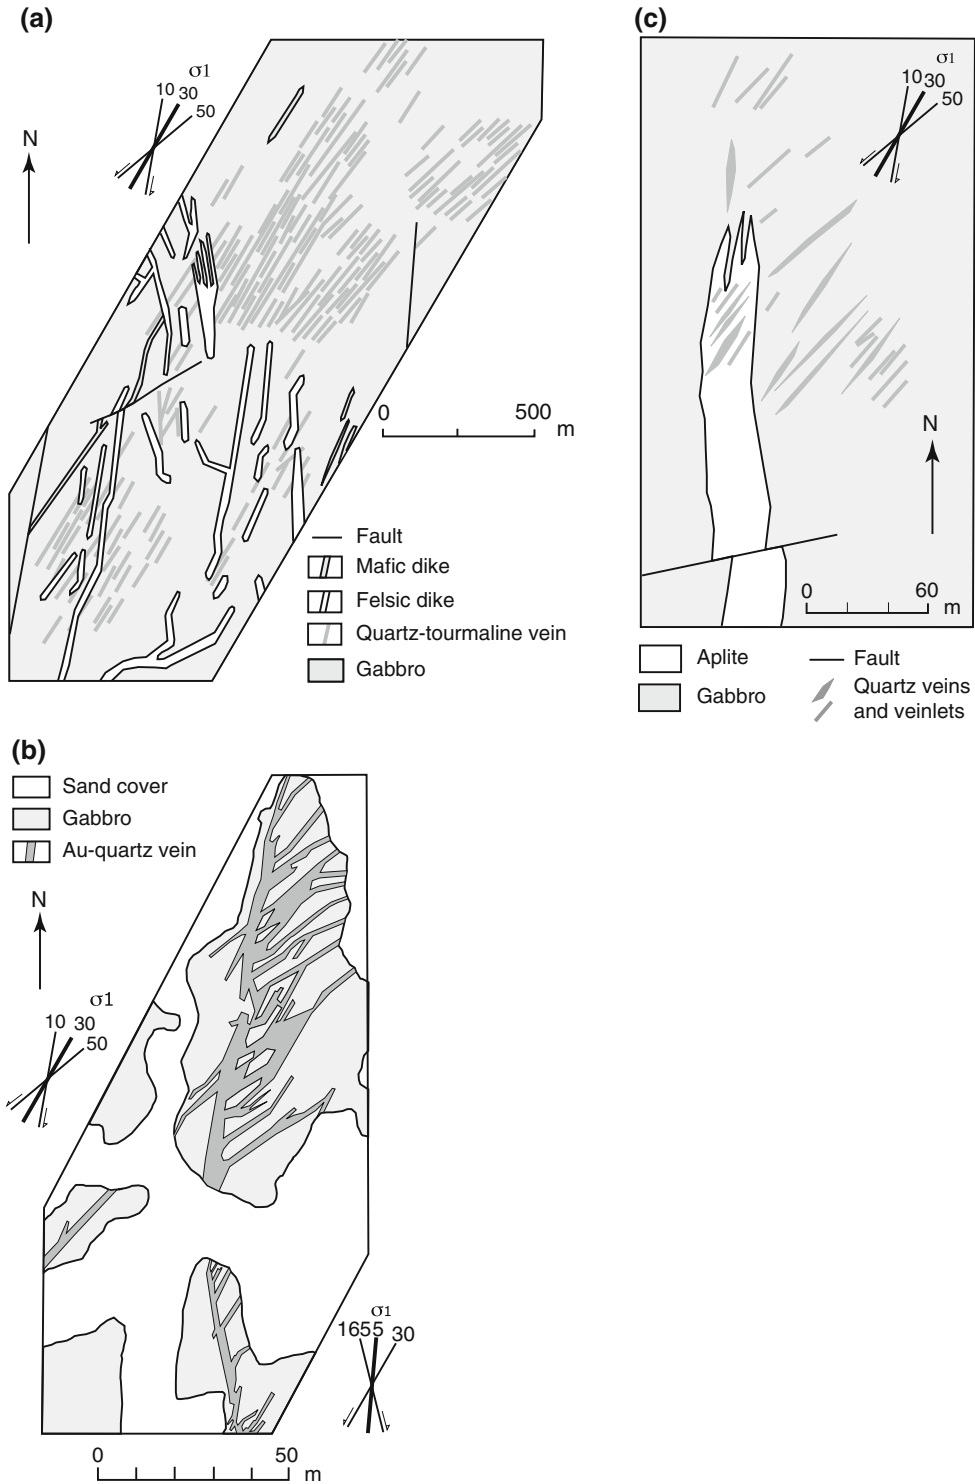 (a)
σ1
10 30
50
N
0 500
m
Fault
Mafic dike
Felsic dike
Quartz-tourmaline vein
Gabbro
(c)
σ1
10 30
50
N
0 60
m
Aplite
Gabbro
Fault
Quartz veins
and veinlets
(b)
Sand cover
Gabbro
Au-quartz vein
N
σ1
10 30
50
σ1
1655 30
0 50
m